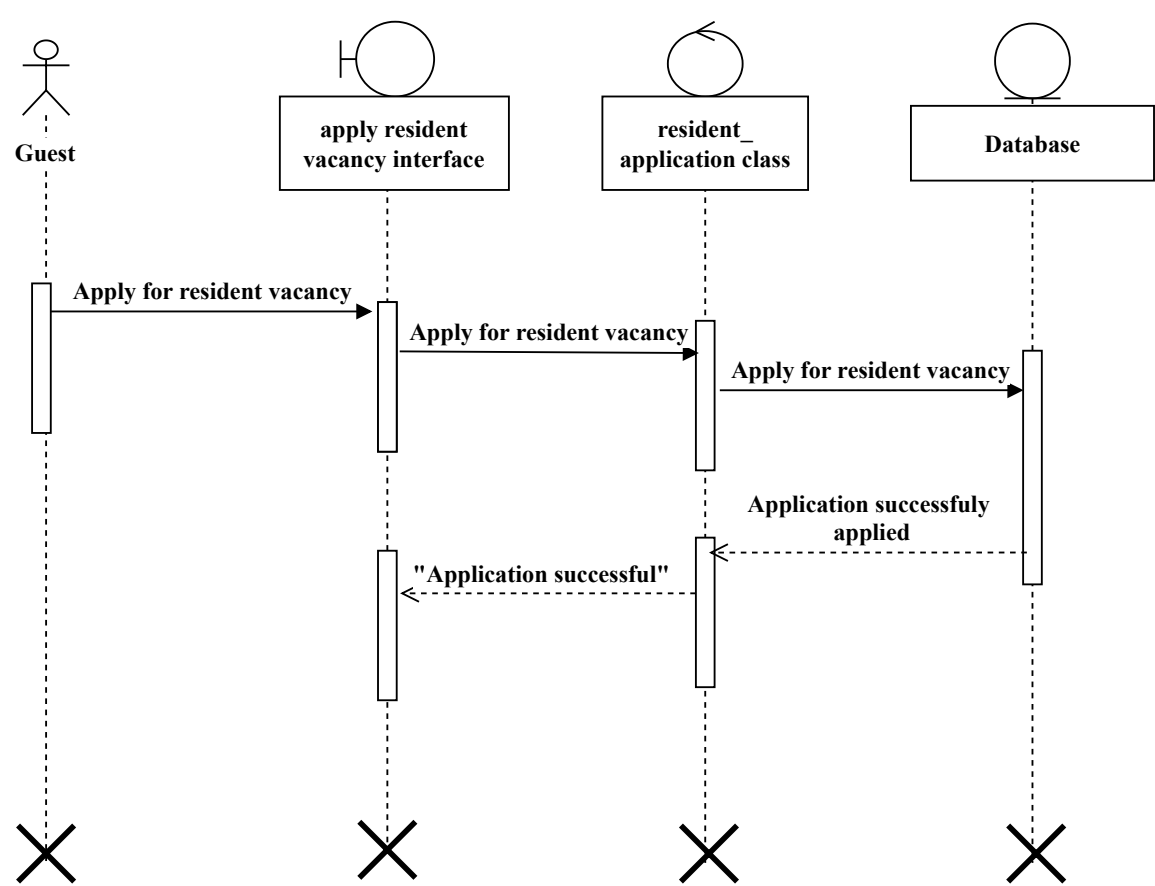 Guest
apply resident
vacancy interface
resident_
application class
Database
Apply for resident vacancy
Apply for resident vacancy
Apply for resident vacancy
Application successfuly
applied
"Application successful"